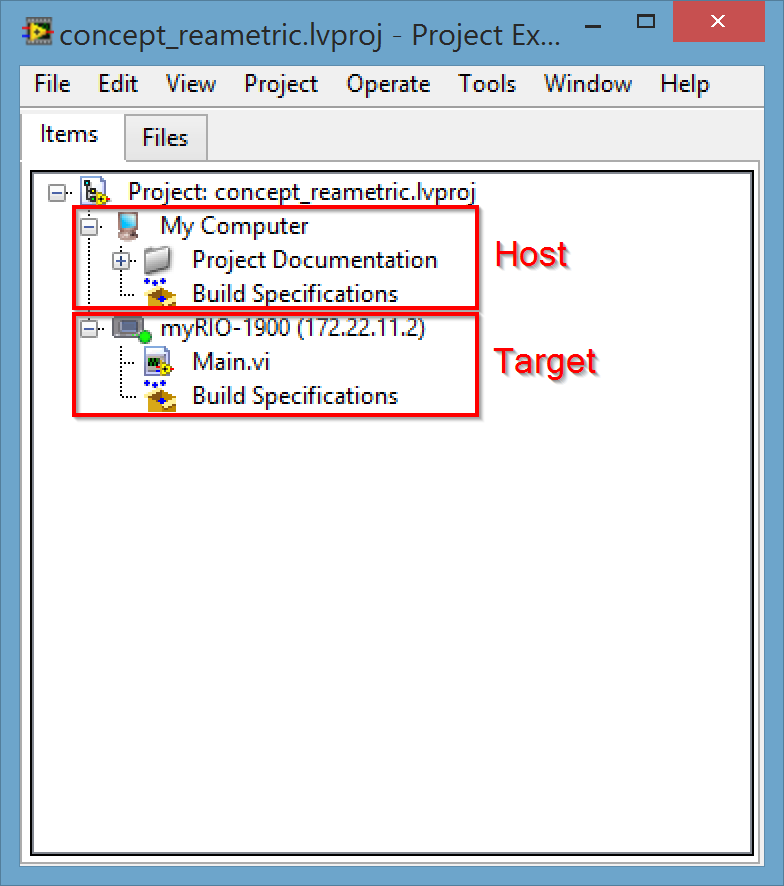 concept_reametric.lvproj - Project Ex...
File Edit View Project Operate Tools Window Help
Items Files
Project: concept_reametric.lvproj
My Computer
Host
Project Documentation
Build Specifications
myRIO-1900 (172.22.11.2)
Main.vi
Target
Build Specifications